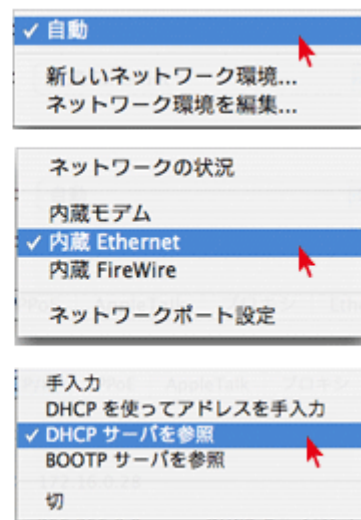 自動
新しいネットワーク環境...
ネットワーク環境を編集...
ネットワークの状況
内蔵モデム
内蔵 Ethernet
内蔵 FireWire
ネットワークポート設定
手入力
DHCP を使ってアドレスを手入力
DHCP サーバを参照
BOOTP サーバを参照
切